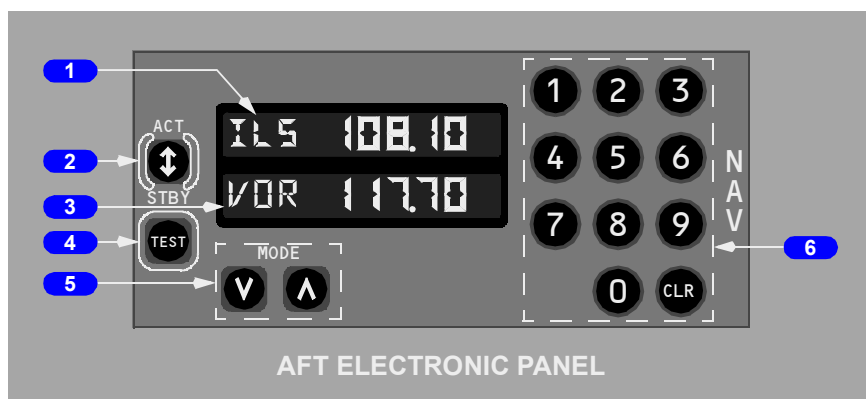 1
ACT
2
STBY
3
4
TEST
5
MODE
ILS 108.10
VOR 117.70
1 2 3
4 5 6
7 8 9
0 CLR
NAV
6
AFT ELECTRONIC PANEL